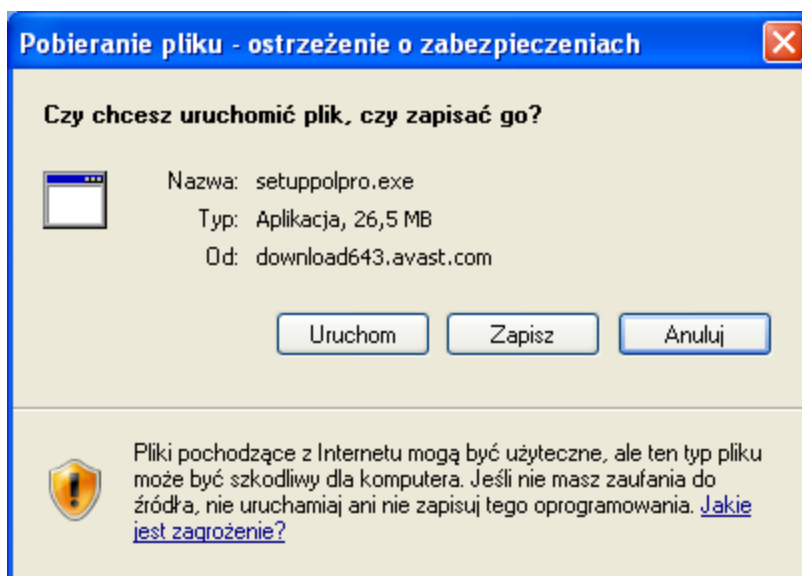 Pobieranie pliku - ostrzeżenie o zabezpieczeniach
Czy chcesz uruchomić plik, czy zapisać go?
Nazwa: setuppolpro.exe
Typ: Aplikacja, 26,5 MB
Od: download643.avast.com
Uruchom Zapisz Anuluj
Pliki pochodzące z Internetu mogą być użyteczne, ale ten typ pliku
może być szkodliwy dla komputera. Jeśli nie masz zaufania do
źródła, nie uruchamiaj ani nie zapisuj tego oprogramowania. Jakie
jest zagrożenie?